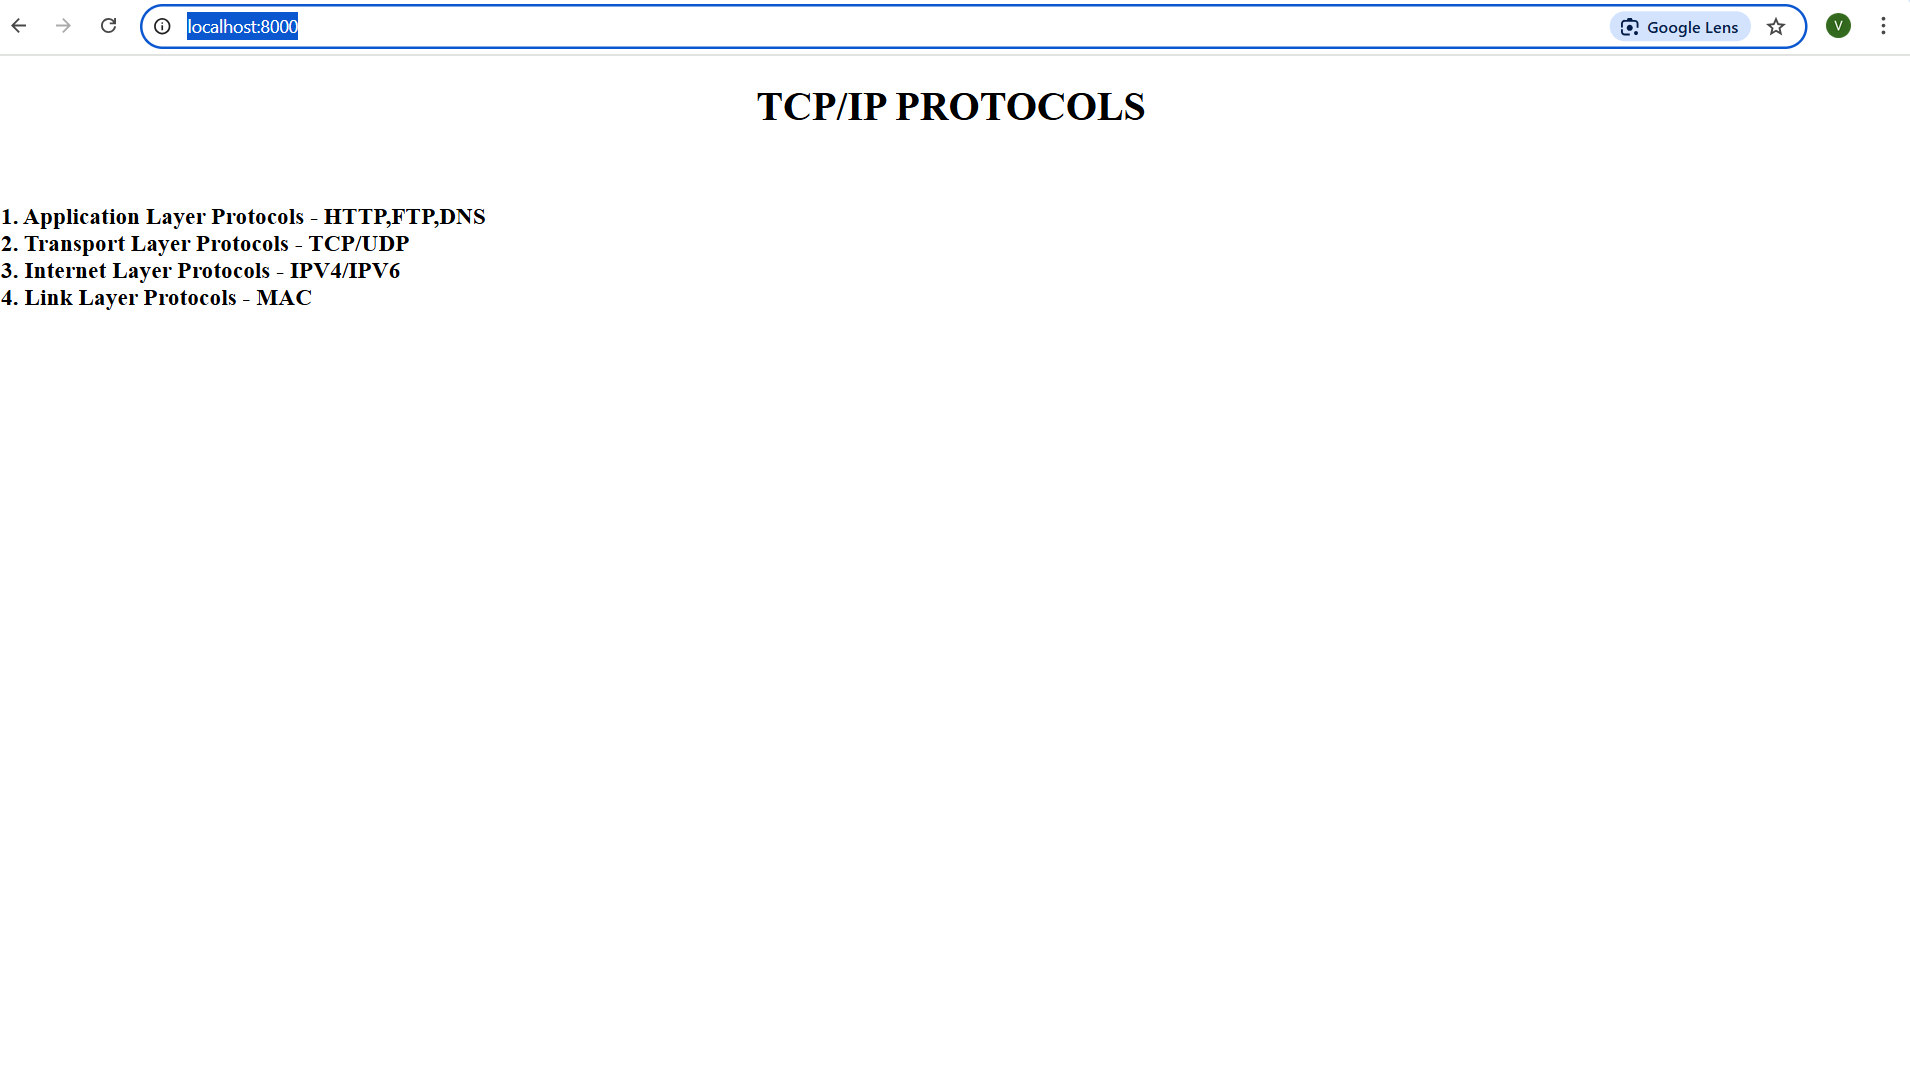 localhost:8000
Google Lens
V
TCP/IP PROTOCOLS
1. Application Layer Protocols - HTTP,FTP,DNS
2. Transport Layer Protocols - TCP/UDP
3. Internet Layer Protocols - IPV4/IPV6
4. Link Layer Protocols - MAC